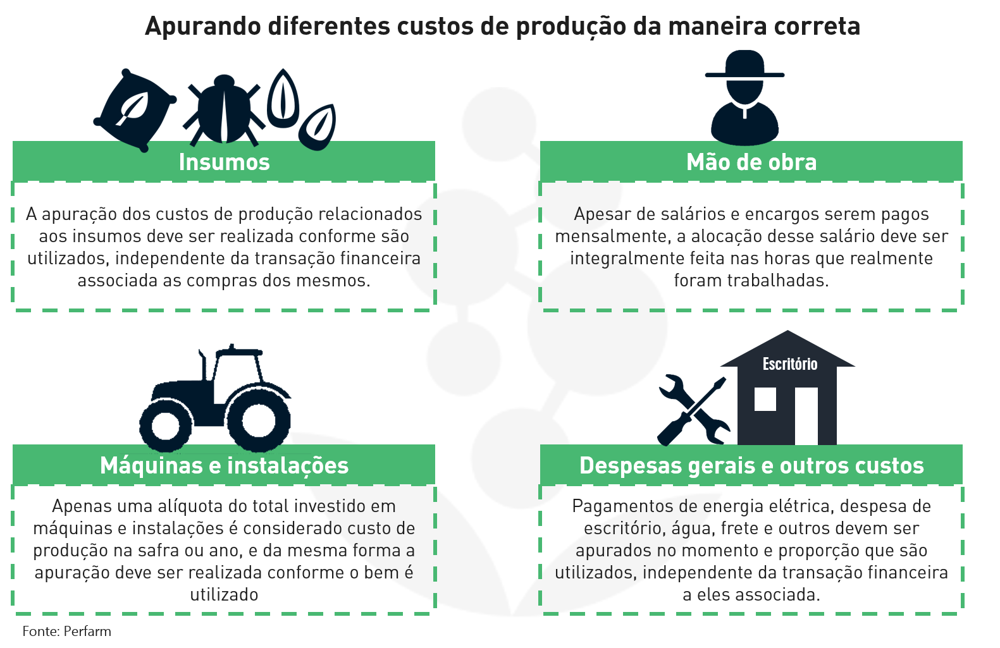 Apurando diferentes custos de produção da maneira correta
Insumos
A apuração dos custos de produção relacionados
aos insumos deve ser realizada conforme são
utilizados, independente da transação financeira
associada as compras dos mesmos.
Mão de obra
Apesar de salários e encargos serem pagos
mensalmente, a alocação desse salário deve ser
integralmente feita nas horas que realmente
foram trabalhadas.
Máquinas e instalações
Apenas uma alíquota do total investido em
máquinas e instalações é considerado custo de
produção na safra ou ano, e da mesma forma a
apuração deve ser realizada conforme o bem é
utilizado
Escritório
Despesas gerais e outros custos
Pagamentos de energia elétrica, despesa de
escritório, água, frete e outros devem ser
apurados no momento e proporção que são
utilizados, independente da transação financeira
a eles associada.
Fonte: Perfarm